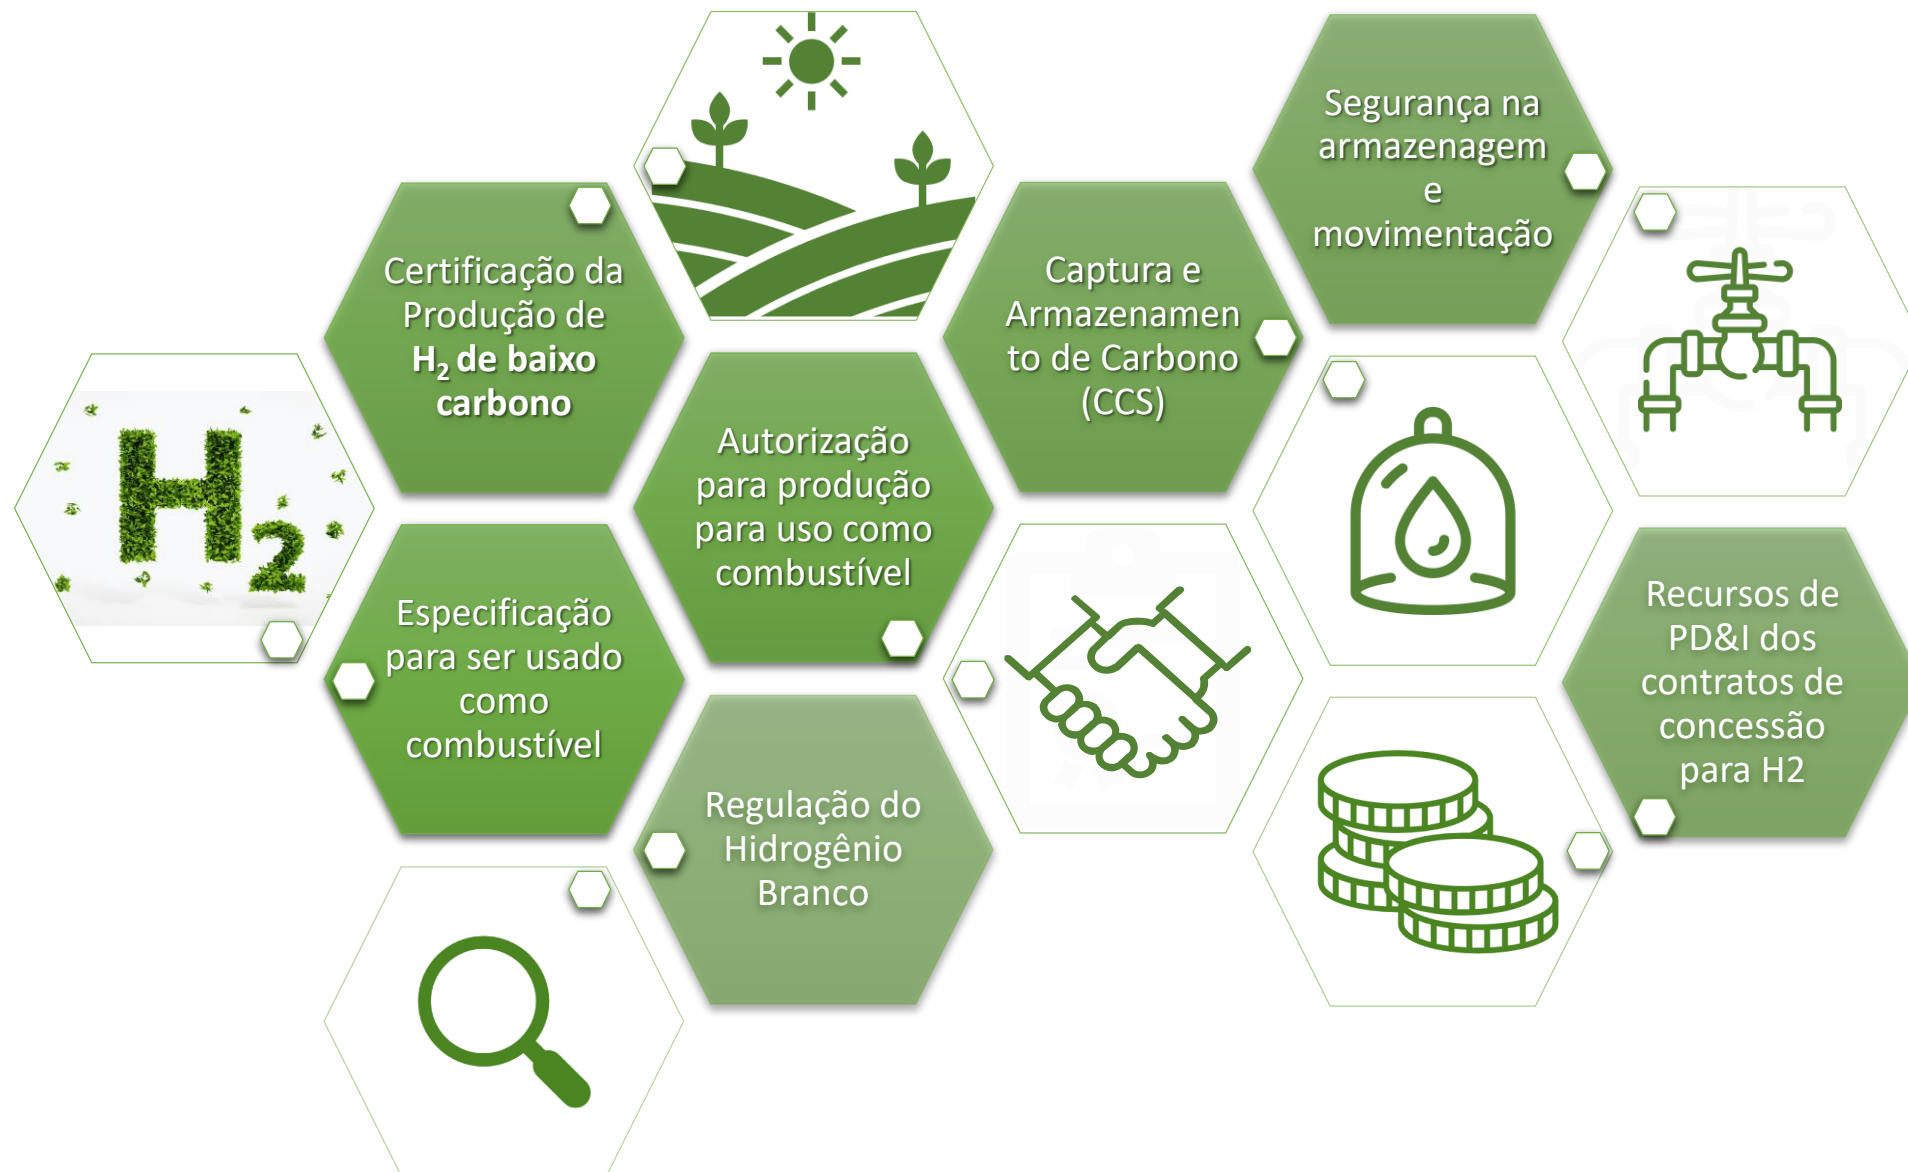 Certificação da
Produção de
H₂ de baixo
carbono
Segurança na
armazenagem
e
movimentação
Captura e
Armazenamen
to de Carbono
(CCS)
H2
Autorização
para produção
para uso como
combustível
Especificação
para ser usado
como
combustível
Recursos de
PD&I dos
contratos de
concessão
para H2
Regulação do
Hidrogênio
Branco